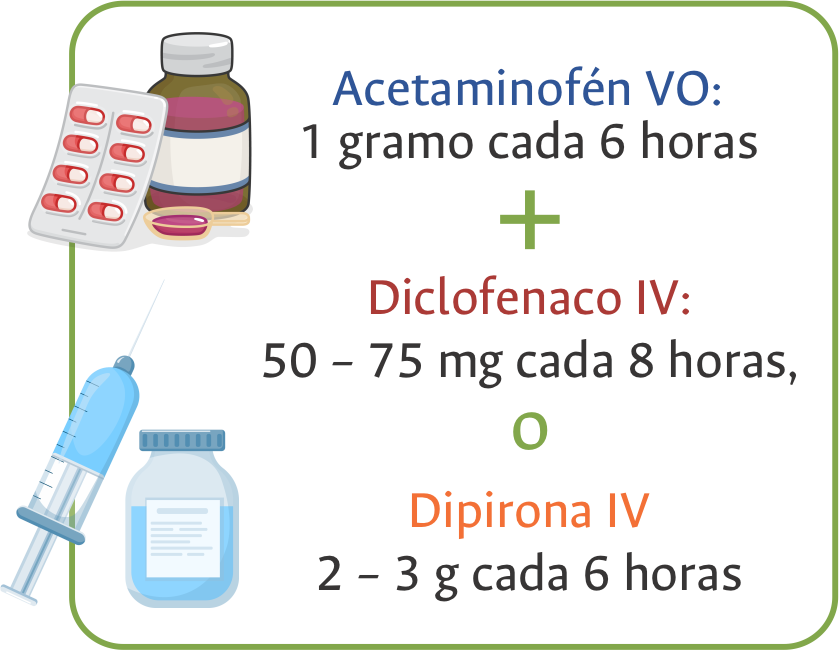 Acetaminofén VO:
1 gramo cada 6 horas
+
Diclofenaco IV:
50 – 75 mg cada 8 horas,
o
Dipirona IV
2 – 3 g cada 6 horas